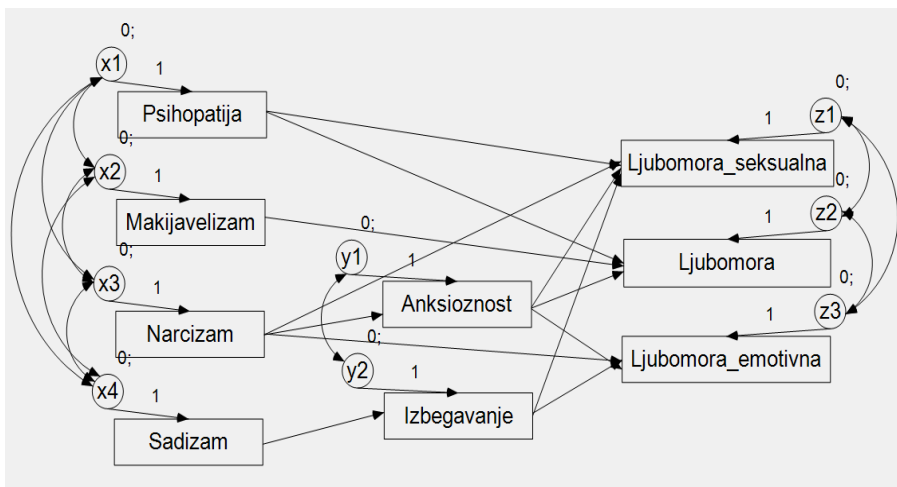 0;
x1
1
Psihopatija
0;
x2
1
Makijavelizam
0;
x3
1
Narcizam
0;
x4
1
Sadizam
0;
y1
1
Anksioznost
0;
y2
1
Izbegavanje
0;
z1
1
Ljubomora_seksualna
0;
z2
1
Ljubomora
0;
z3
1
Ljubomora_emotivna